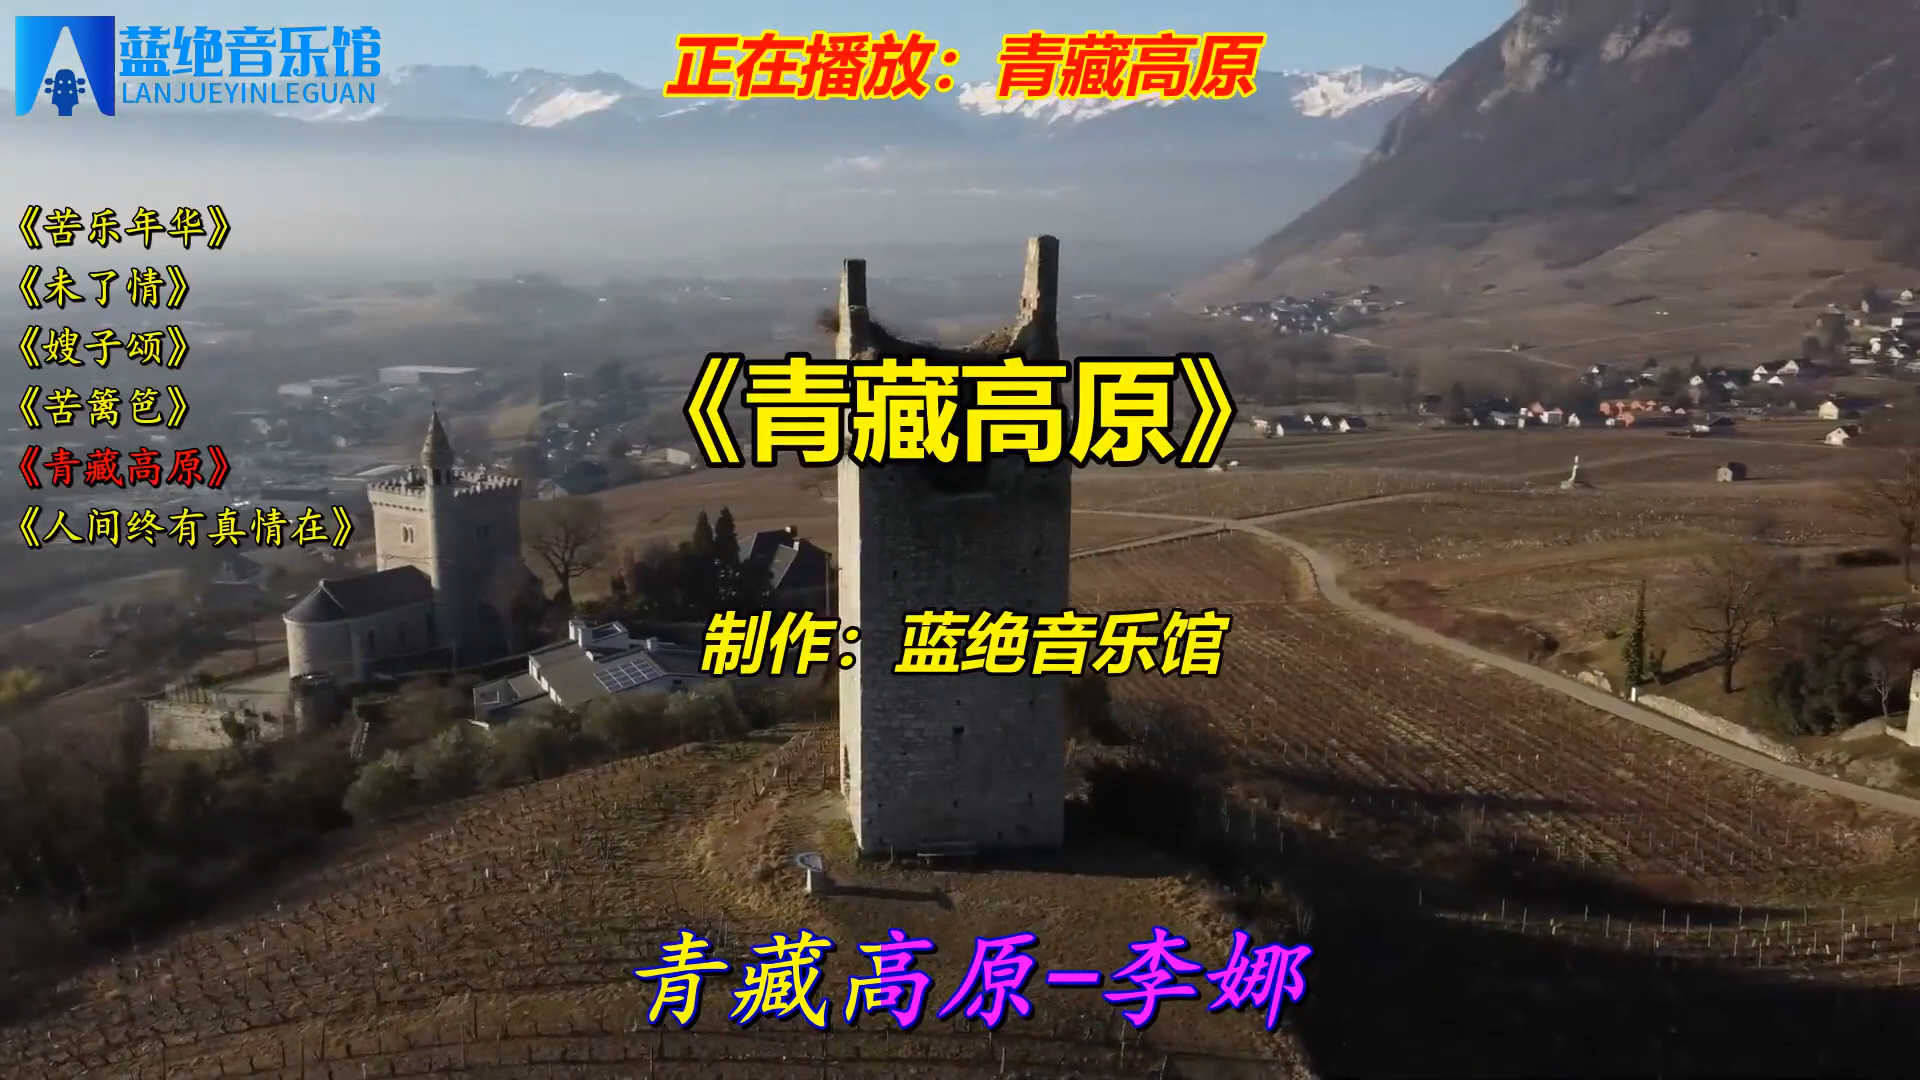 蓝绝音乐馆
LANJUEYINLEGUAN
正在播放：青藏高原
《苦乐年华》
《未了情》
《嫂子颂》
《苦篱笆》
《青藏高原》
《人间终有真情在》
《青藏高原》
制作：蓝绝音乐馆
青藏高原-李娜